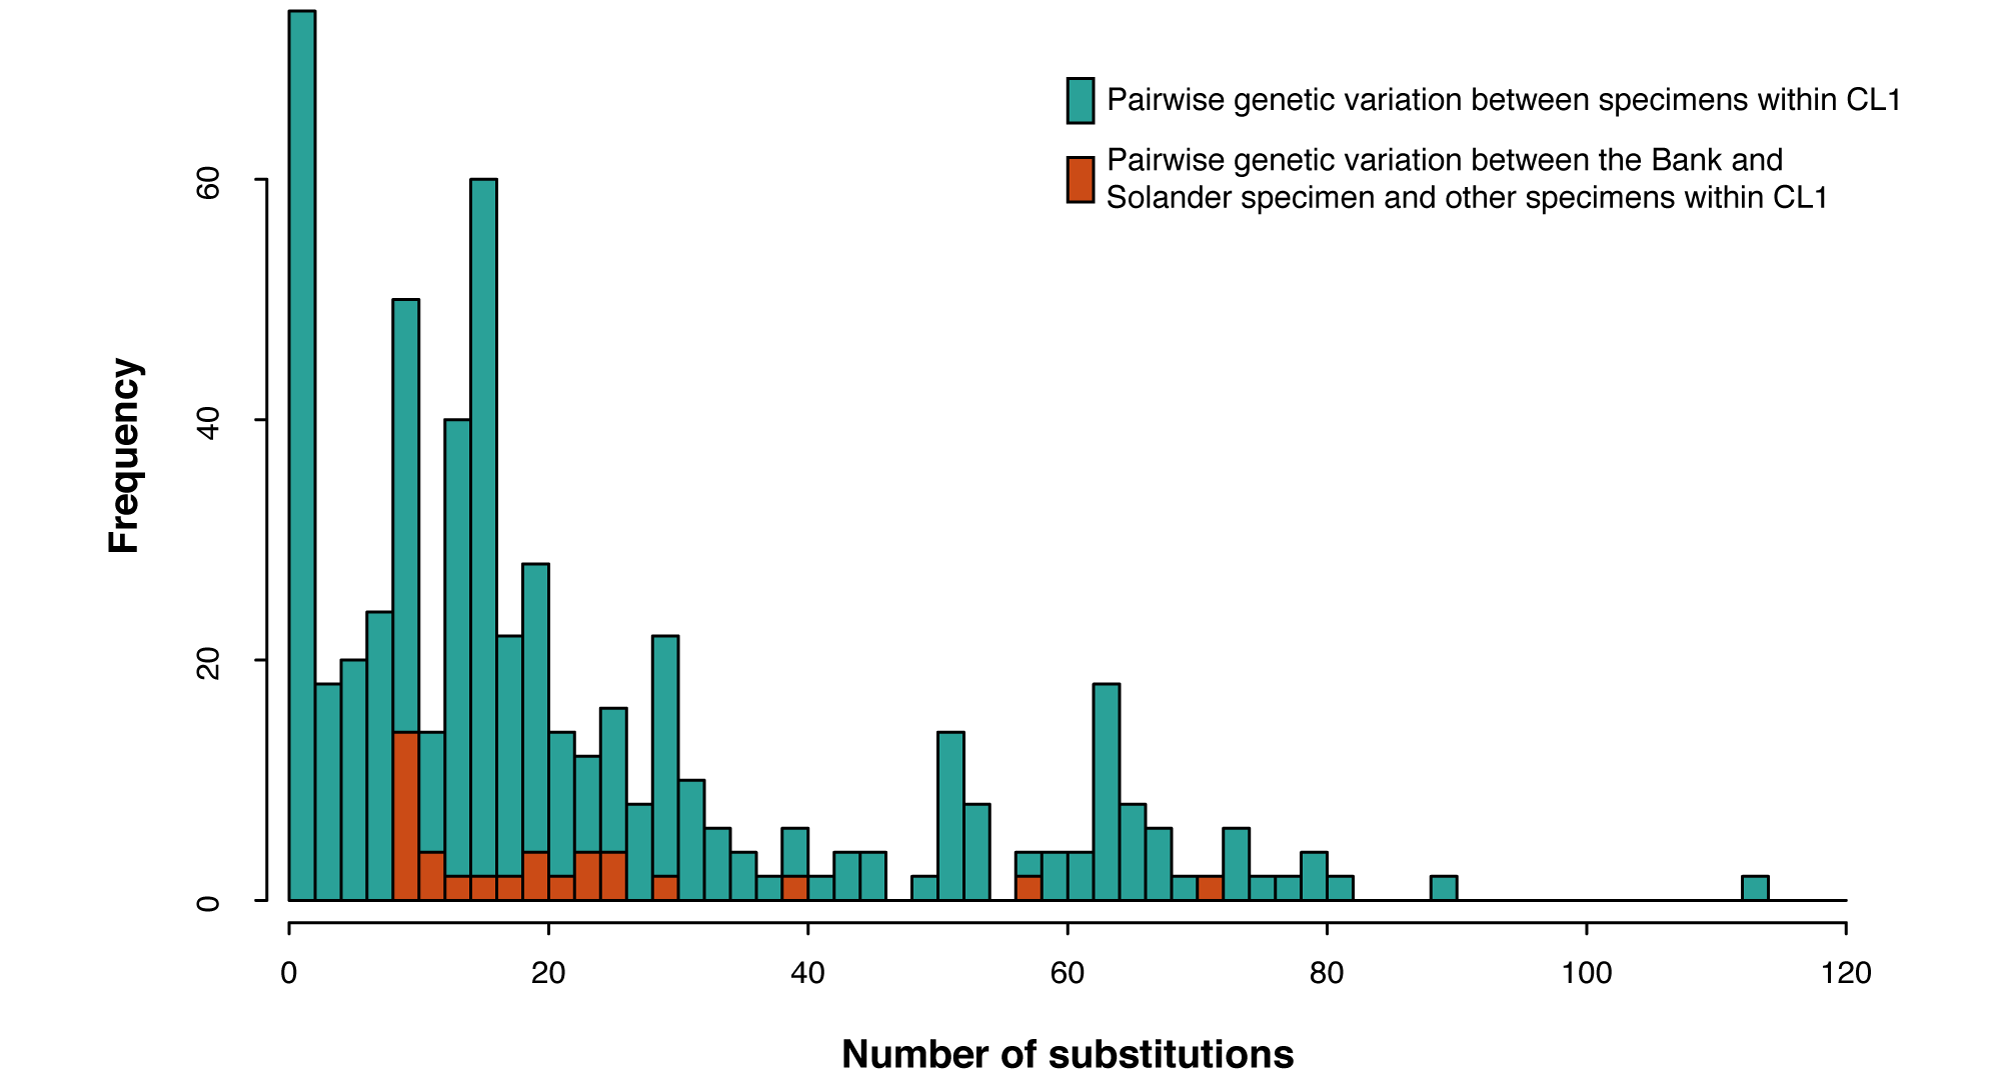 Pairwise genetic variation between specimens within CL1
Pairwise genetic variation between the Bank and
Solander specimen and other specimens within CL1
Frequency
60
40
20
0
0 20 40 60 80 100 120
Number of substitutions